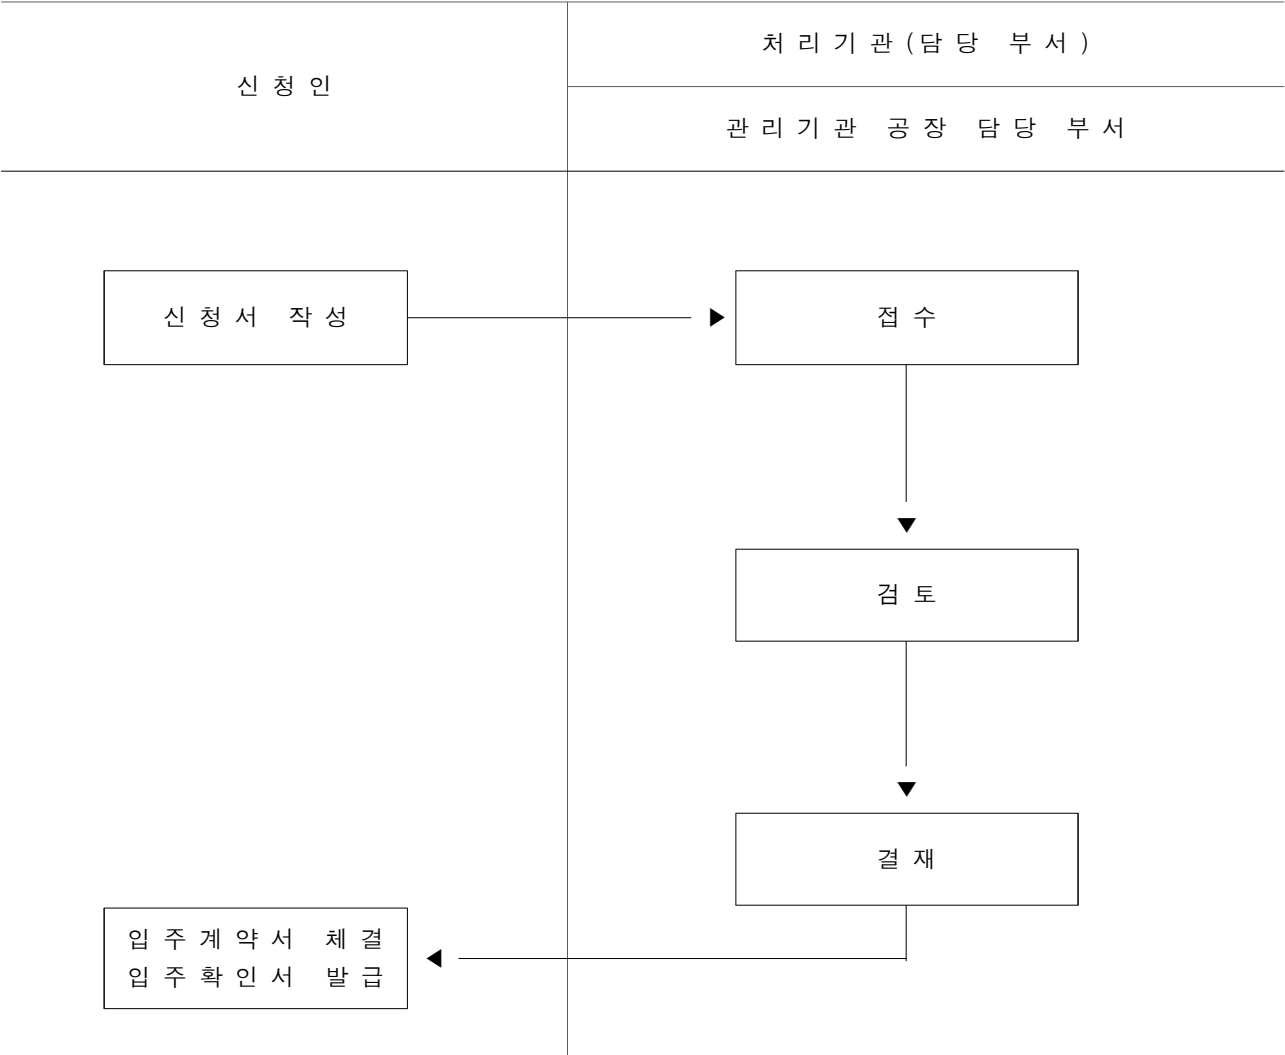 신청인
처리기관(담당 부서)
관리기관 공장 담당 부서
신청서 작성
접수
검토
결재
입주계약서 체결
입주확인서 발급